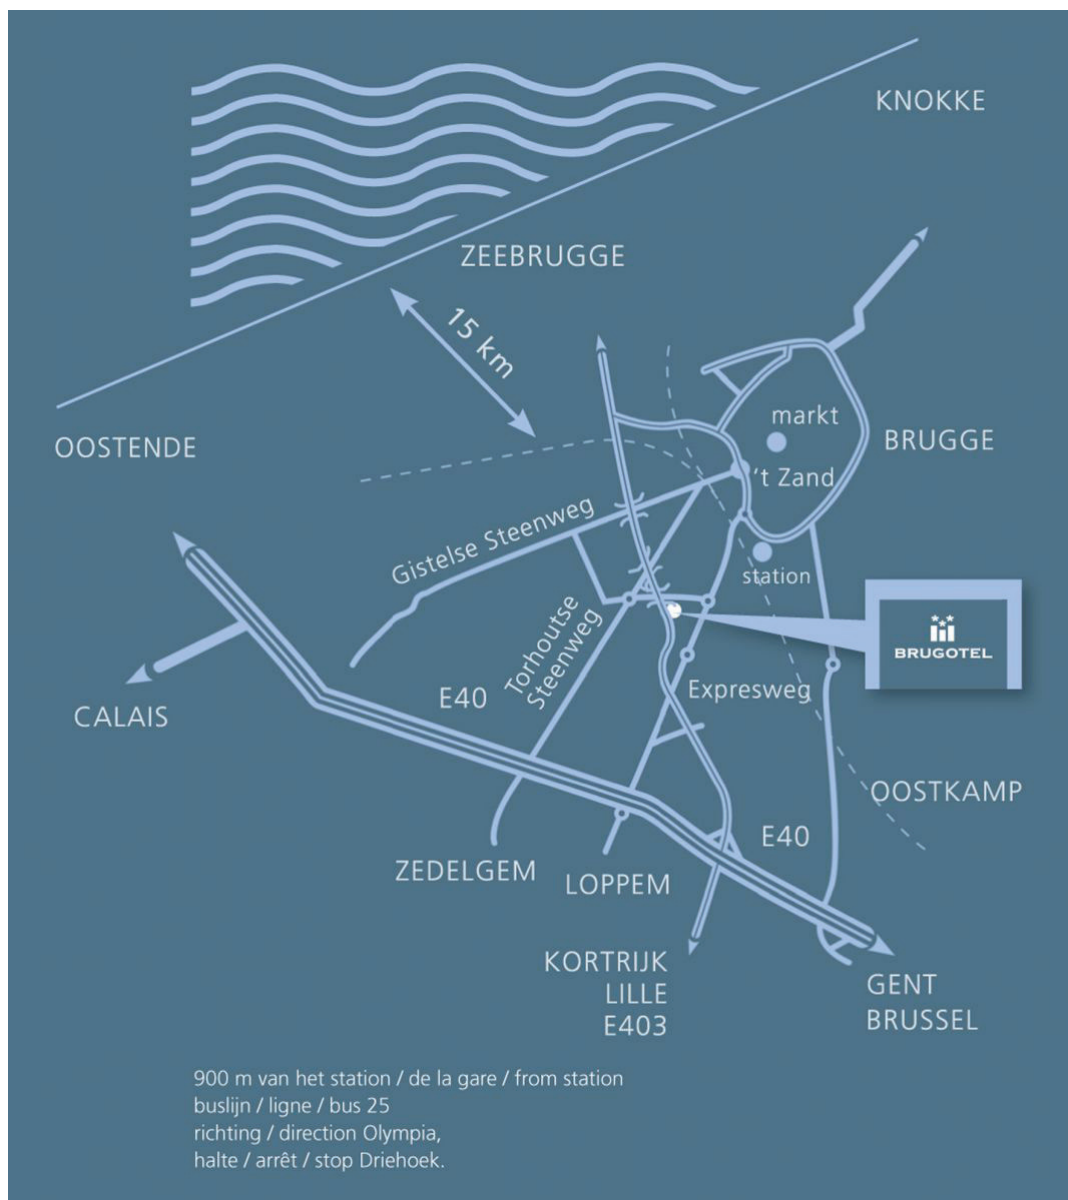 KNOKKE
ZEEBRUGGE
15 km
OOSTENDE
markt
BRUGGE
't Zand
Gistelse Steenweg
station
Torhoutse
Steenweg
BRUGOTEL
E40
Expresweg
CALAIS
OOSTKAMP
E40
ZEDELGEM
LOPPEM
KORTRIJK
LILLE
E403
GENT
BRUSSEL
900 m van het station / de la gare / from station
buslijn / ligne / bus 25
richting / direction Olympia,
halte / arrêt / stop Driehoek.